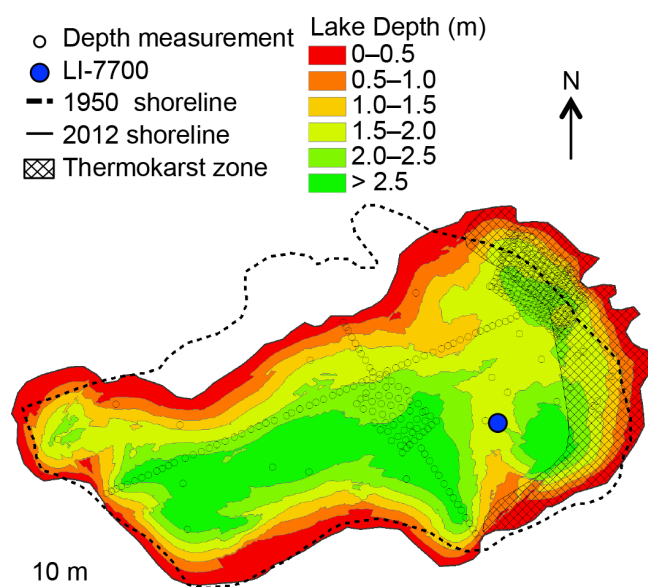 Depth measurement
LI-7700
1950 shoreline
2012 shoreline
Thermokarst zone
Lake Depth (m)
0–0.5
0.5–1.0
1.0–1.5
1.5–2.0
2.0–2.5
> 2.5
N
10 m